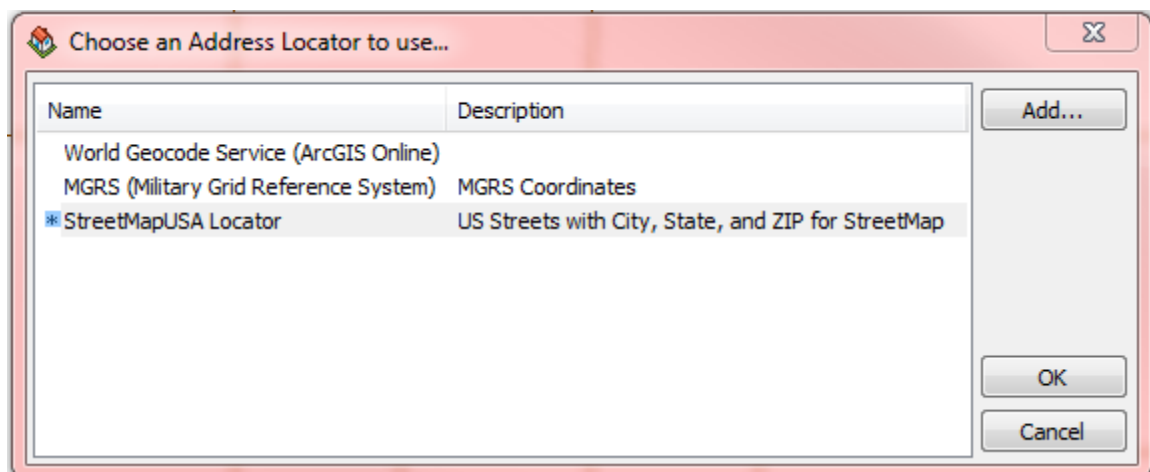 Choose an Address Locator to use...
Name Description Add...
World Geocode Service (ArcGIS Online)
MGRS (Military Grid Reference System) MGRS Coordinates
* StreetMapUSA Locator US Streets with City, State, and ZIP for StreetMap
OK
Cancel